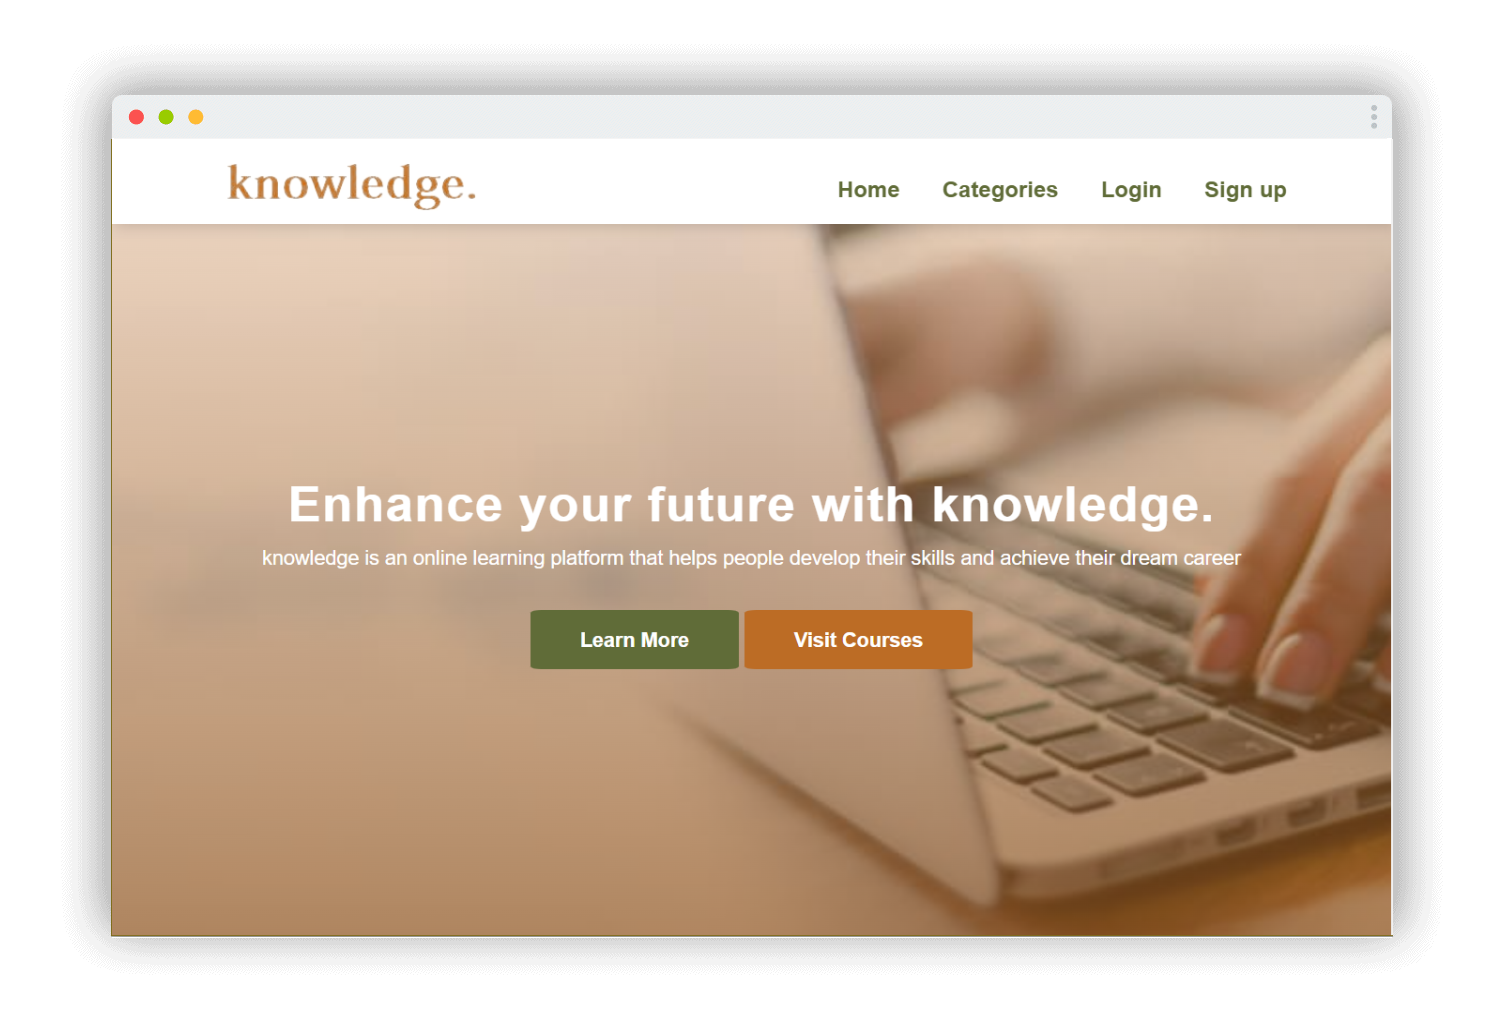 knowledge.
Home Categories Login Sign up
Enhance your future with knowledge.
knowledge is an online learning platform that helps people develop their skills and achieve their dream career
Learn More Visit Courses